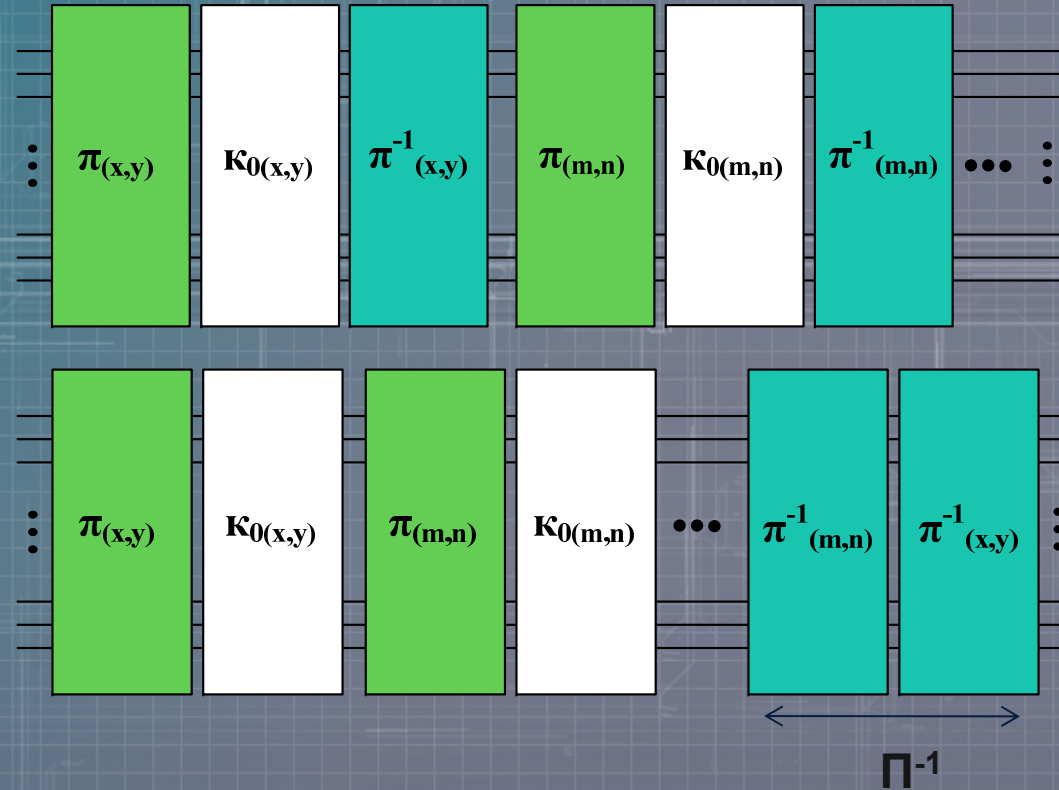 π(x,y) κ0(x,y) π-1(x,y) π(m,n) κ0(m,n) π-1(m,n) •••
π(x,y) κ0(x,y) π(m,n) κ0(m,n) ••• π-1(m,n) π-1(x,y)
Π-1